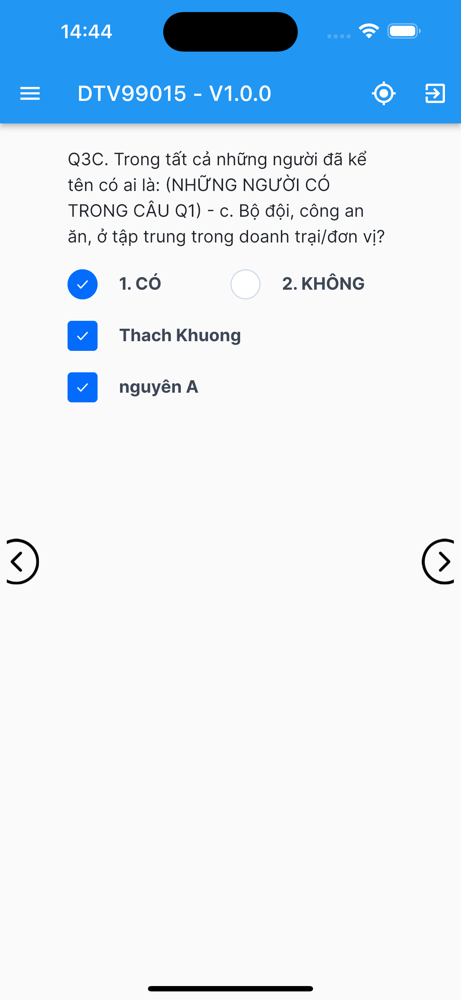 14:44
DTV99015 - V1.0.0
Q3C. Trong tất cả những người đã kể
tên có ai là: (NHỮNG NGƯỜI CÓ
TRONG CÂU Q1) - c. Bộ đội, công an
ăn, ở tập trung trong doanh trại/đơn vị?
1. CÓ 2. KHÔNG
Thach Khuong
nguyên A